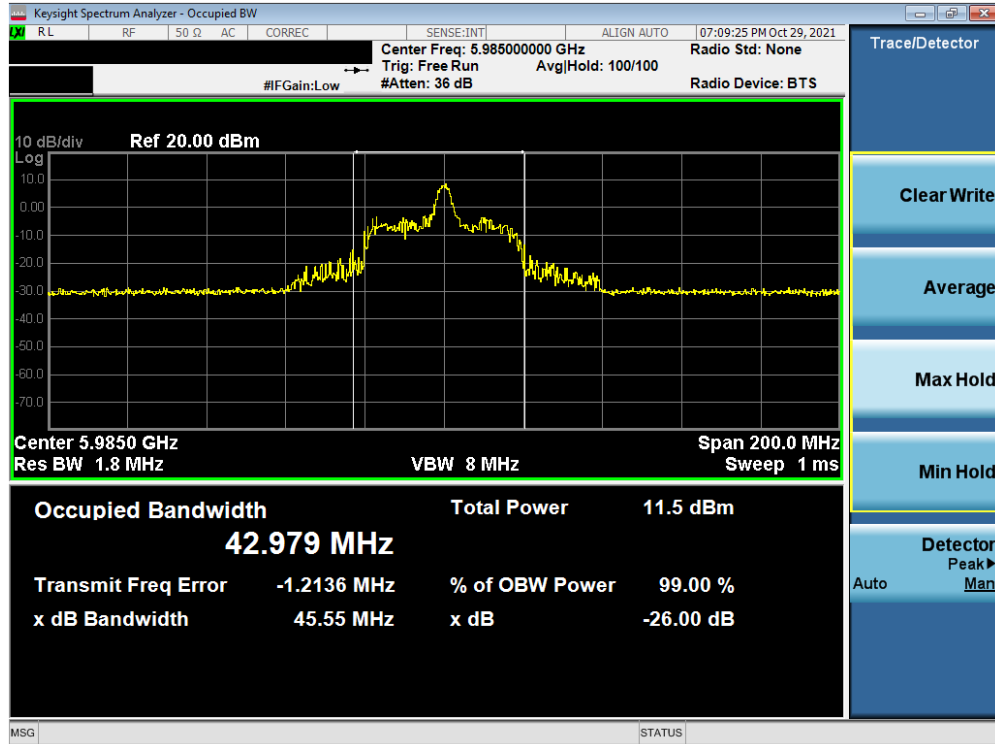 Keysight Spectrum Analyzer - Occupied BW
LXI RL RF 50 Ω AC CORREC SENSE:INT ALIGN AUTO 07:09:25 PM Oct 29, 2021
Center Freq: 5.985000000 GHz Radio Std: None
Trig: Free Run Avg|Hold: 100/100
#IFGain:Low #Atten: 36 dB Radio Device: BTS
Trace/Detector
10 dB/div Ref 20.00 dBm
Log
10.0
0.00
-10.0
-20.0
-30.0
-40.0
-50.0
-60.0
-70.0
Center 5.9850 GHz Span 200.0 MHz
Res BW 1.8 MHz VBW 8 MHz Sweep 1 ms
Occupied Bandwidth Total Power 11.5 dBm
42.979 MHz
Transmit Freq Error -1.2136 MHz % of OBW Power 99.00 %
x dB Bandwidth 45.55 MHz x dB -26.00 dB
Clear Write
Average
Max Hold
Min Hold
Detector
Peak
Auto Man
MSG STATUS